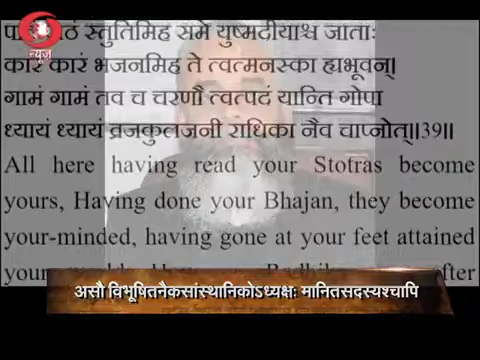 न्यूज़
ठं स्तुतिमिह समे युष्मदीयाश्च जाताः
कारं कारं भजनमिह ते त्वत्मनस्का ह्यभूवन्।
गामं गामं तव च चरणौ त्वत्पदं यान्ति गोपा
ध्यायं ध्यायं व्रजकुलजनी राधिका नैव चाप्नोत्॥39॥
All here having read your Stotras become
yours, Having done your Bhajan, they become
your-minded, having gone at your feet attained
असौ विभूषितनैकसांस्थानिकोऽध्यक्षः मानितसदस्यश्चापि